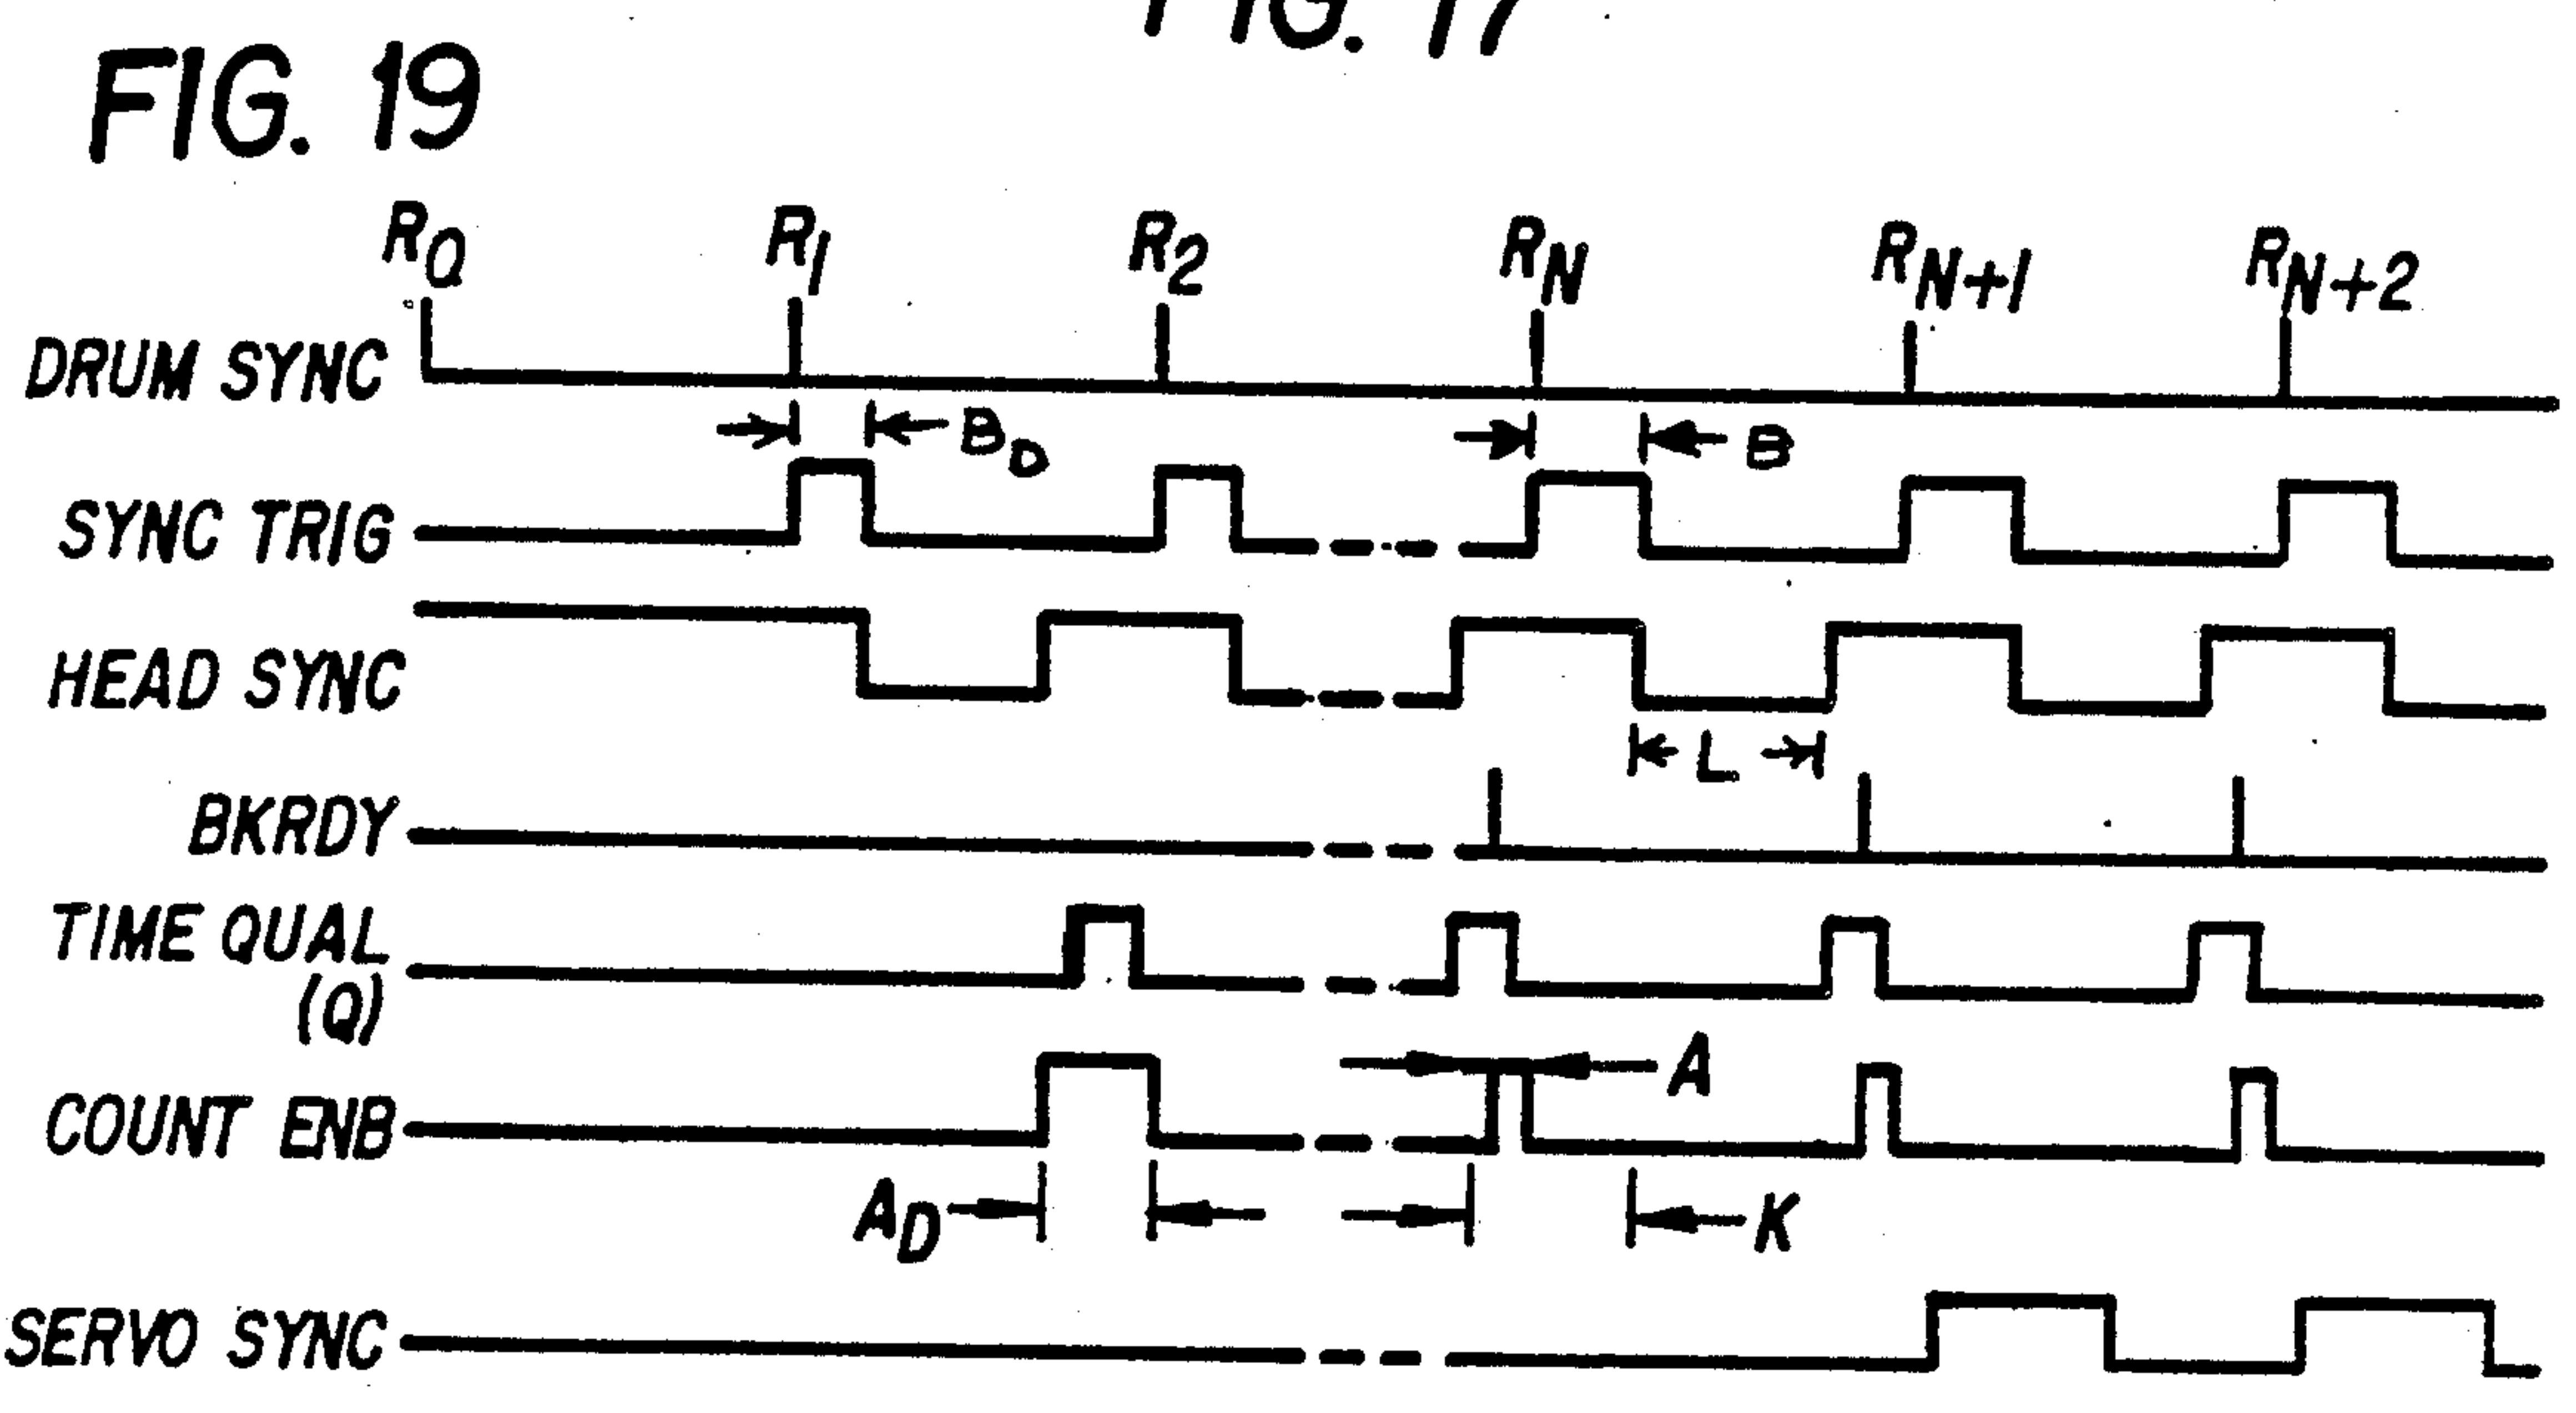 FIG. 17
FIG. 19
R0 R1 R2 RN RN+1 RN+2
DRUM SYNC
BD B
SYNC TRIG
HEAD SYNC
L
BKRDY
TIME QUAL
(Q)
A
COUNT ENB
AD K
SERVO SYNC